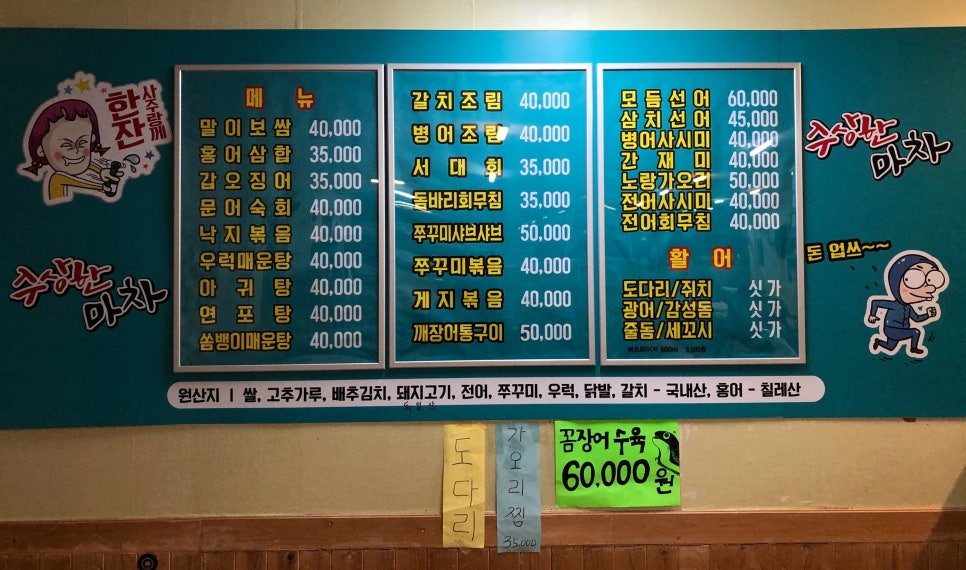 사주랑께
한잔
수상한
마차
메뉴
말이보쌈 40,000
홍어삼합 35,000
갑오징어 35,000
문어숙회 40,000
낙지볶음 40,000
우럭매운탕 40,000
아귀탕 40,000
연포탕 40,000
쏨뱅이매운탕 40,000
갈치조림 40,000
병어조림 40,000
서대회 35,000
돔바리회무침 35,000
쭈꾸미샤브샤브 50,000
쭈꾸미볶음 40,000
게지볶음 40,000
깨장어통구이 50,000
모듬선어 60,000
삼치선어 45,000
병어사시미 40,000
간재미 40,000
노랑가오리 50,000
전어사시미 40,000
전어회무침 40,000
활어
도다리/쥐치 싯가
광어/감성돔 싯가
줄돔/세꼬시 싯가
500ml 5,000원
수상한
마차
돈 업쓰~~
원산지 | 쌀, 고추가루, 배추김치, 돼지고기, 전어, 쭈꾸미, 우럭, 닭발, 갈치 - 국내산, 홍어 - 칠레산
도다리
가오리찜
35,000
꼼장어 수육
60,000원